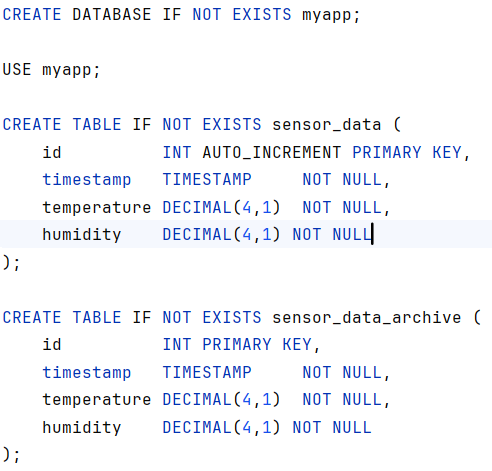 CREATE DATABASE IF NOT EXISTS myapp;
USE myapp;
CREATE TABLE IF NOT EXISTS sensor_data (
    id          INT AUTO_INCREMENT PRIMARY KEY,
    timestamp   TIMESTAMP     NOT NULL,
    temperature DECIMAL(4,1)  NOT NULL,
    humidity    DECIMAL(4,1) NOT NULL
);
CREATE TABLE IF NOT EXISTS sensor_data_archive (
    id          INT PRIMARY KEY,
    timestamp   TIMESTAMP     NOT NULL,
    temperature DECIMAL(4,1)  NOT NULL,
    humidity    DECIMAL(4,1) NOT NULL
);